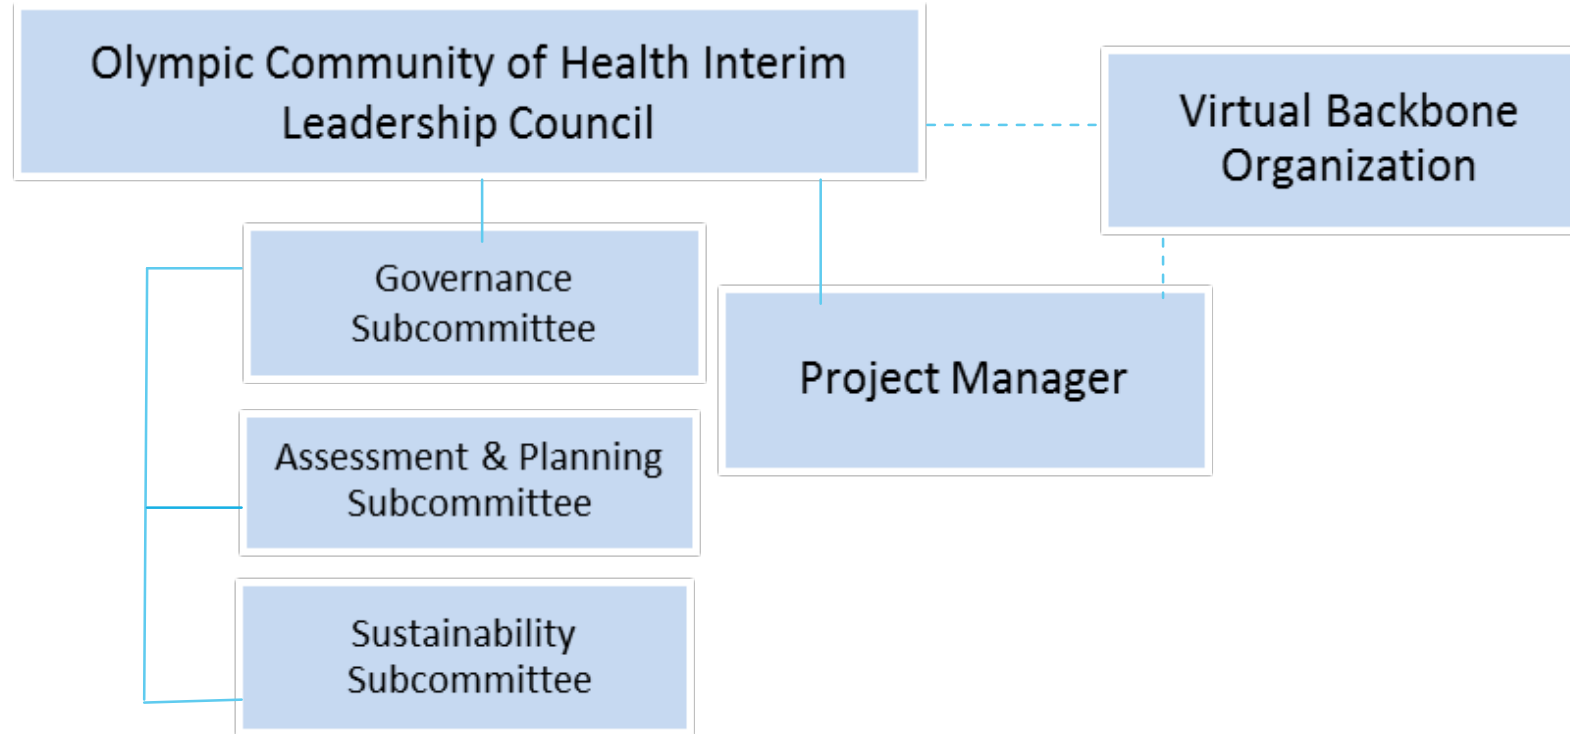 Olympic Community of Health Interim
Leadership Council
Virtual Backbone
Organization
Governance
Subcommittee
Project Manager
Assessment & Planning
Subcommittee
Sustainability
Subcommittee